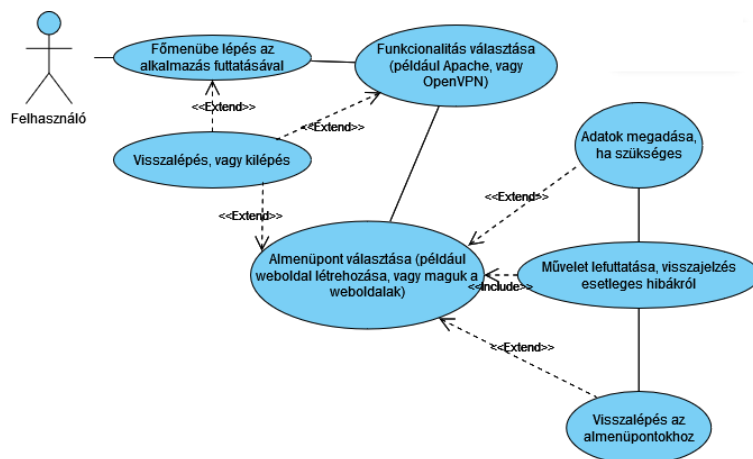 Felhasználó
Főmenübe lépés az
alkalmazás futtatásával
Funkcionalitás választása
(például Apache, vagy
OpenVPN)
<<Extend>>
<<Extend>>
Visszalépés, vagy kilépés
<<Extend>>
Adatok megadása,
ha szükséges
<<Extend>>
Almenüpont választása (például
weboldal létrehozása, vagy maguk a
weboldalak)
<<Include>>
Művelet lefuttatása, visszajelzés
esetleges hibákról
<<Extend>>
Visszalépés az
almenüpontokhoz